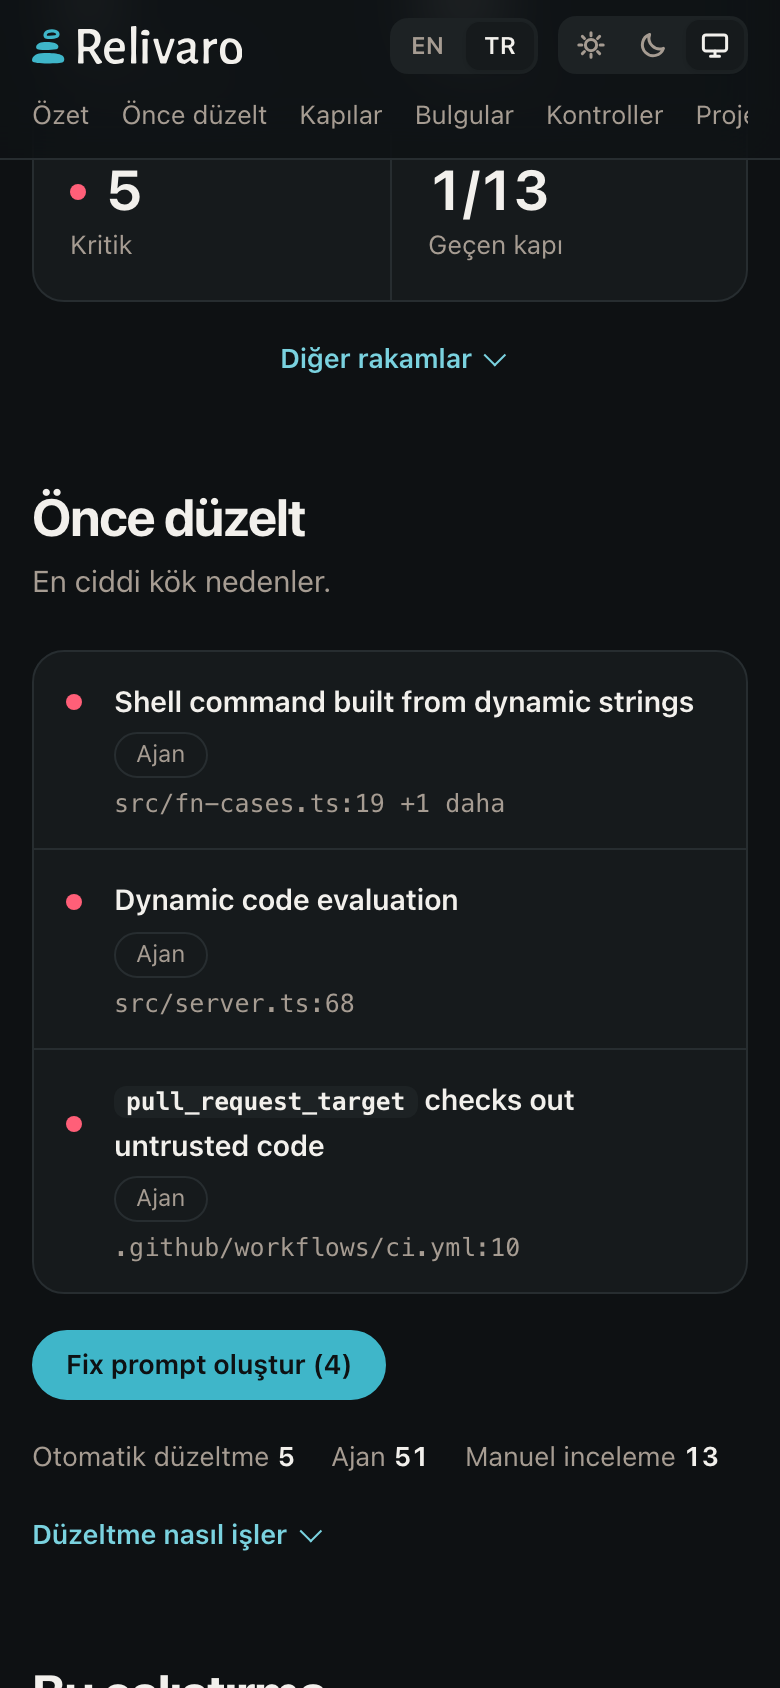 Relivaro
EN TR
Özet Önce düzelt Kapılar Bulgular Kontroller
5
Kritik
1/13
Geçen kapı
Diğer rakamlar
Önce düzelt
En ciddi kök nedenler.
Shell command built from dynamic strings
Ajan
src/fn-cases.ts:19 +1 daha
Dynamic code evaluation
Ajan
src/server.ts:68
pull_request_target checks out
untrusted code
Ajan
.github/workflows/ci.yml:10
Fix prompt oluştur (4)
Otomatik düzeltme 5 Ajan 51 Manuel inceleme 13
Düzeltme nasıl işler